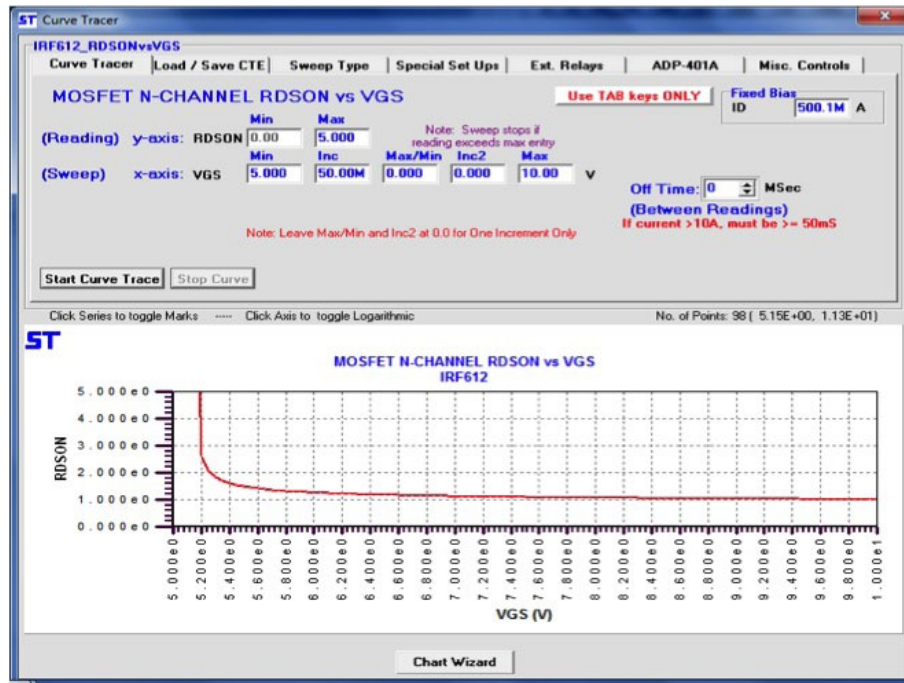 ST Curve Tracer
IRF612_RDSONvsVGS
Curve Tracer Load / Save CTE Sweep Type Special Set Ups Ext. Relays ADP-401A Misc. Controls
MOSFET N-CHANNEL RDSON vs VGS
Use TAB keys ONLY
Fixed Bias
ID 500.1M A
Min Max
(Reading) y-axis: RDSON 0.00 5.000
Note: Sweep stops if
reading exceeds max entry
Min Inc Max/Min Inc2 Max
(Sweep) x-axis: VGS 5.000 50.00M 0.000 0.000 10.00 V
Off Time: 0 MSec
(Between Readings)
If current >10A, must be >= 50mS
Note: Leave Max/Min and Inc2 at 0.0 for One Increment Only
Start Curve Trace Stop Curve
Click Series to toggle Marks ---- Click Axis to toggle Logarithmic No. of Points: 98 ( 5.15E+00, 1.13E+01)
ST
MOSFET N-CHANNEL RDSON vs VGS
IRF612
RDSON
5.000e0
4.000e0
3.000e0
2.000e0
1.000e0
0.000e0
5.000e0 5.200e0 5.400e0 5.600e0 5.800e0 6.000e0 6.200e0 6.400e0 6.600e0 6.800e0 7.000e0 7.200e0 7.400e0 7.600e0 7.800e0 8.000e0 8.200e0 8.400e0 8.600e0 8.800e0 9.000e0 9.200e0 9.400e0 9.600e0 9.800e0 1.000e1
VGS (V)
Chart Wizard